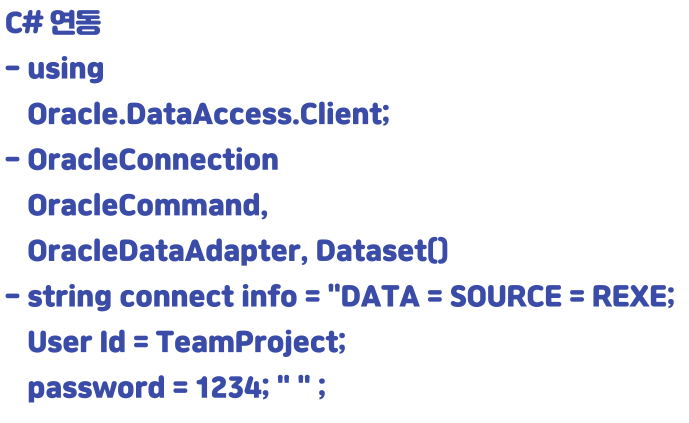 C# 연동
- using
Oracle.DataAccess.Client;
- OracleConnection
OracleCommand,
OracleDataAdapter, Dataset()
- string connect info = "DATA = SOURCE = REXE;
User Id = TeamProject;
password = 1234; " " ;